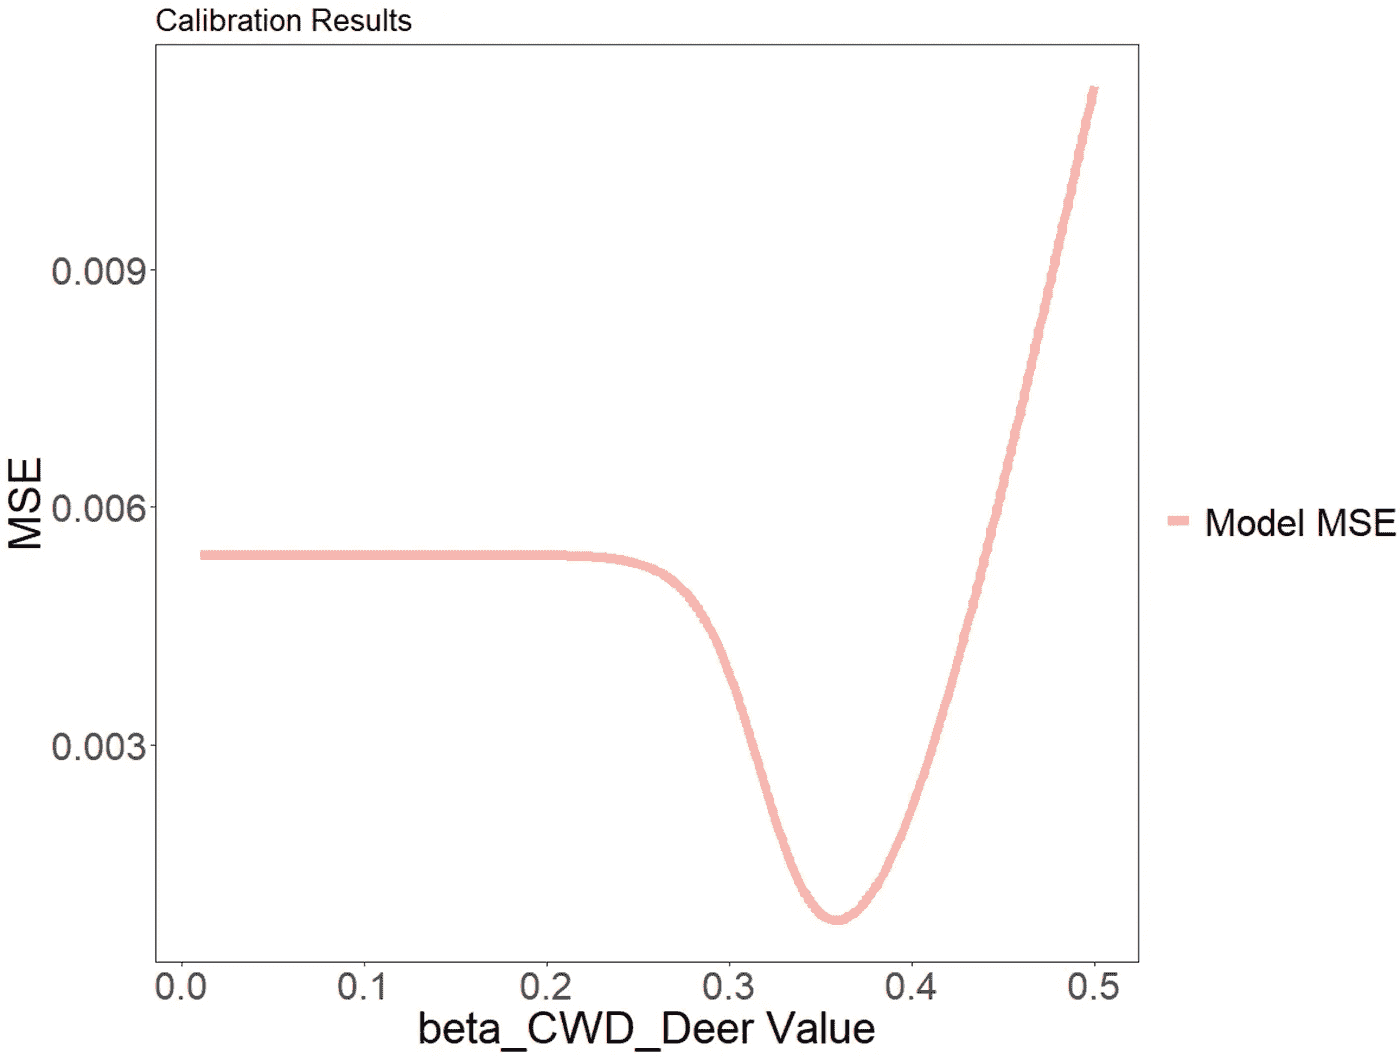 Calibration Results
MSE
0.009
0.006
0.003
0.0 0.1 0.2 0.3 0.4 0.5
beta_CWD_Deer Value
Model MSE